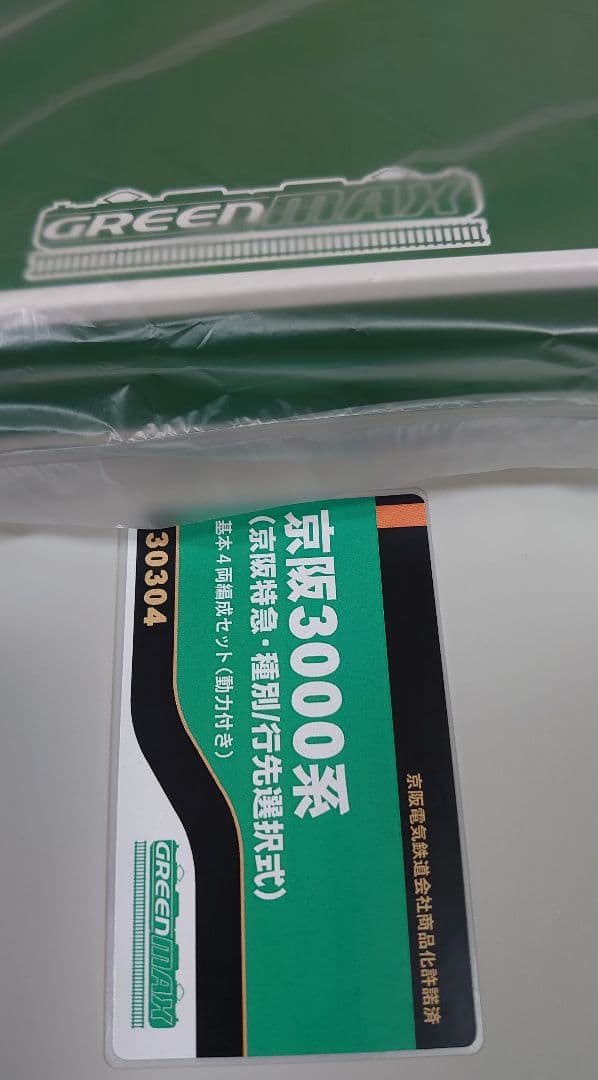 GREENMAX
京阪電気鉄道会社商品化許諾済
京阪3000系
(京阪特急・種別/行先選択式)
基本4両編成セット(動力付き)
30304
GREENMAX